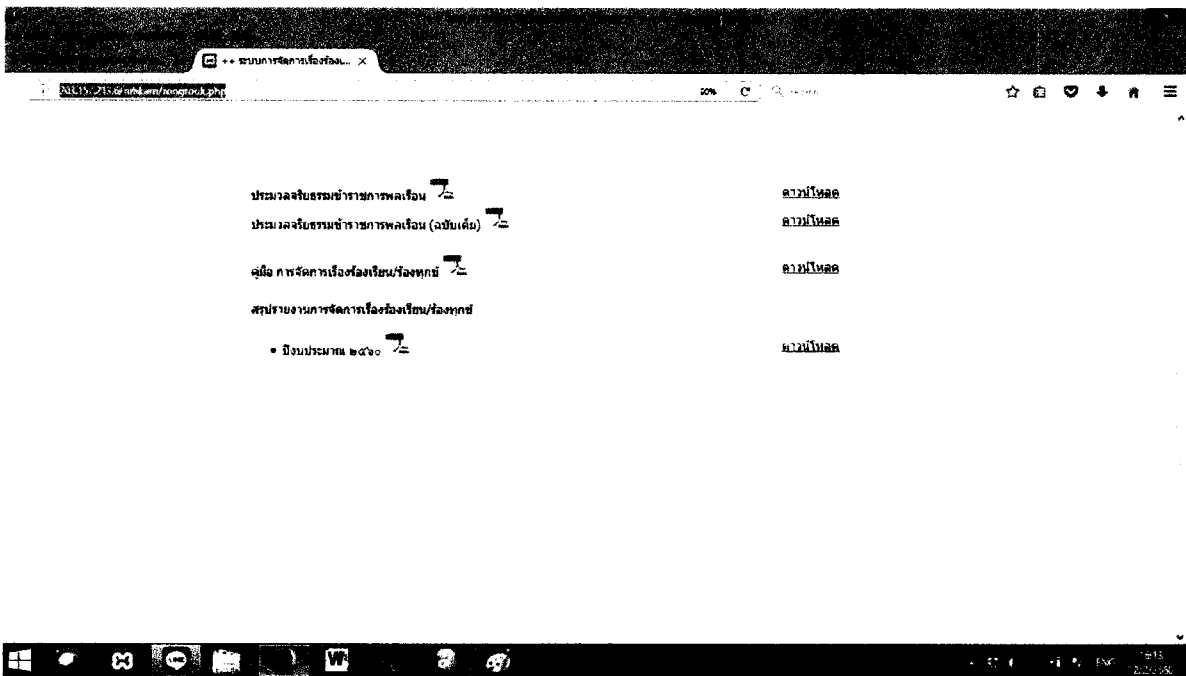 ++ ระบบการจัดการเรื่องร้องเ... ×
90%
ประมวลจริยธรรมข้าราชการพลเรือน ดาวน์โหลด
ประมวลจริยธรรมข้าราชการพลเรือน (ฉบับเต็ม) ดาวน์โหลด
คู่มือ การจัดการเรื่องร้องเรียน/ร้องทุกข์ ดาวน์โหลด
สรุปรายงานการจัดการเรื่องร้องเรียน/ร้องทุกข์
• ปีงบประมาณ ๒๕๖๐ ดาวน์โหลด
ENG 16:15